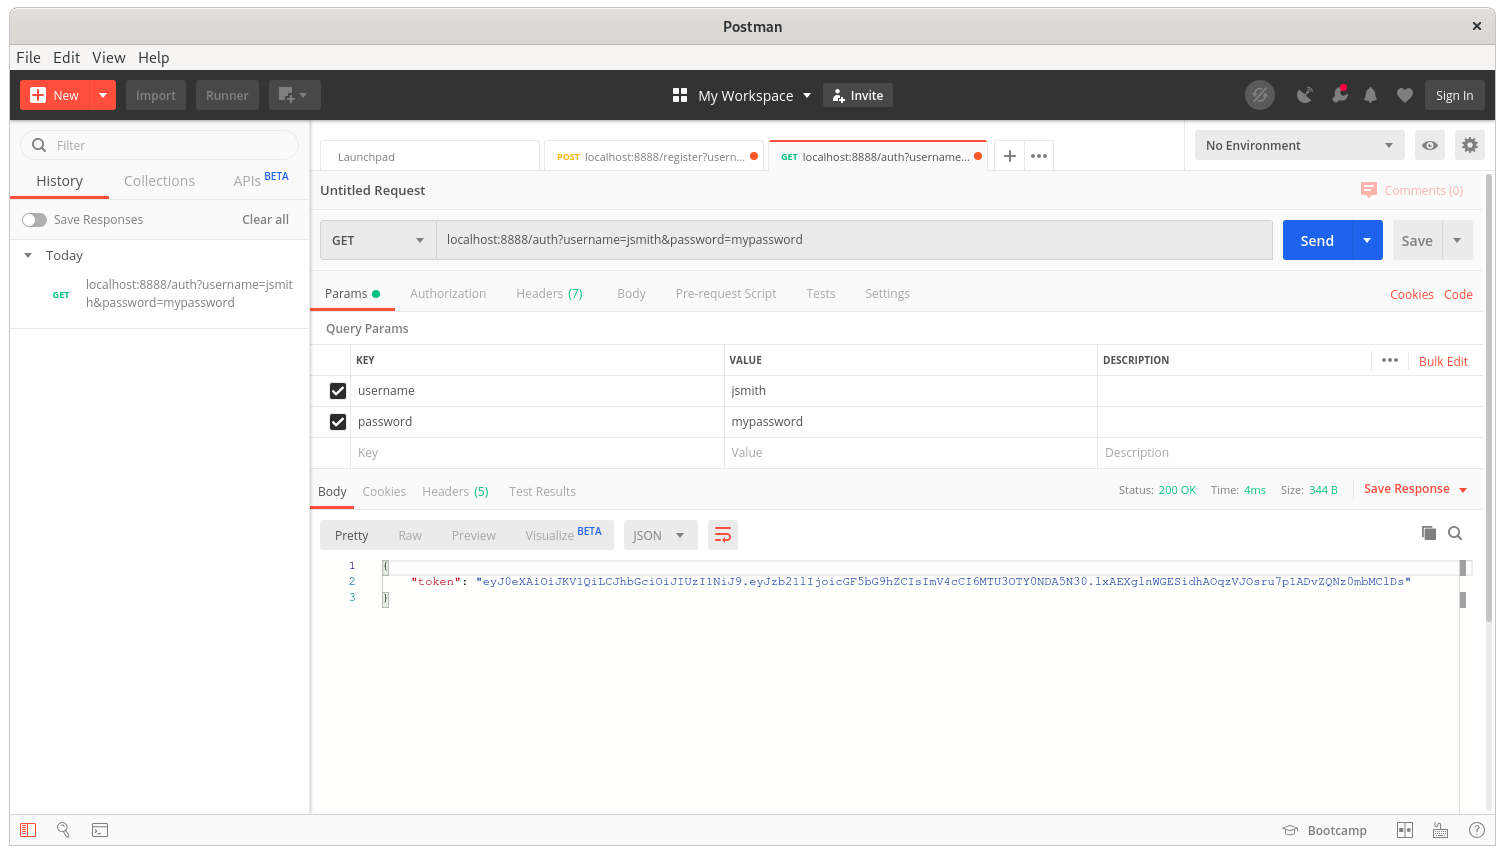 Postman
File Edit View Help
New Import Runner My Workspace Invite Sign In
Filter
History Collections APIs BETA
Save Responses Clear all
Today
GET localhost:8888/auth?username=jsmit
h&password=mypassword
Launchpad POST localhost:8888/register?usern... GET localhost:8888/auth?username... No Environment
Untitled Request Comments (0)
GET localhost:8888/auth?username=jsmith&password=mypassword Send Save
Params Authorization Headers (7) Body Pre-request Script Tests Settings Cookies Code
Query Params
KEY VALUE DESCRIPTION Bulk Edit
username jsmith
password mypassword
Key Value Description
Body Cookies Headers (5) Test Results Status: 200 OK Time: 4ms Size: 344 B Save Response
Pretty Raw Preview Visualize BETA JSON
1 {
2 "token": "eyJ0eXAiOiJKV1QiLCJhbGciOiJIUzI1NiJ9.eyJzb21lIjoicGF5bG9hZCIsImV4cCI6MTU3OTY0NDA5N30.lxAEXglnWGESidhAOqzVJOsru7p1ADvZQNz0mbMClDs"
3 }
Bootcamp